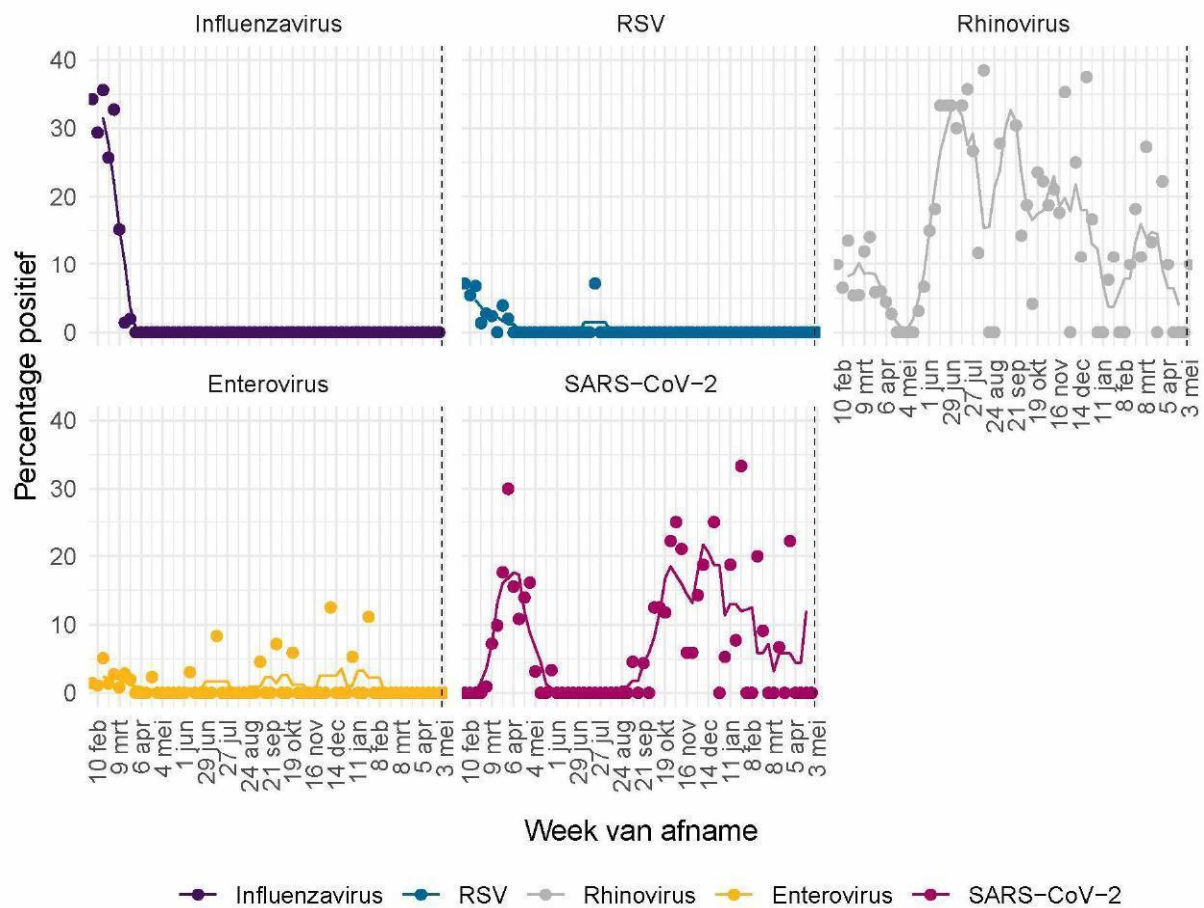 Influenzavirus
RSV
Rhinovirus
Percentage positief
40
30
20
10
0
10 feb
9 mrt
6 apr
4 mei
1 jun
29 jun
27 jul
24 aug
21 sep
19 okt
16 nov
14 dec
11 jan
8 feb
8 mrt
5 apr
3 mei
Enterovirus
SARS-CoV-2
40
30
20
10
0
10 feb
9 mrt
6 apr
4 mei
1 jun
29 jun
27 jul
24 aug
21 sep
19 okt
16 nov
14 dec
11 jan
8 feb
8 mrt
5 apr
3 mei
10 feb
9 mrt
6 apr
4 mei
1 jun
29 jun
27 jul
24 aug
21 sep
19 okt
16 nov
14 dec
11 jan
8 feb
8 mrt
5 apr
3 mei
Week van afname
Influenzavirus RSV Rhinovirus Enterovirus SARS-CoV-2